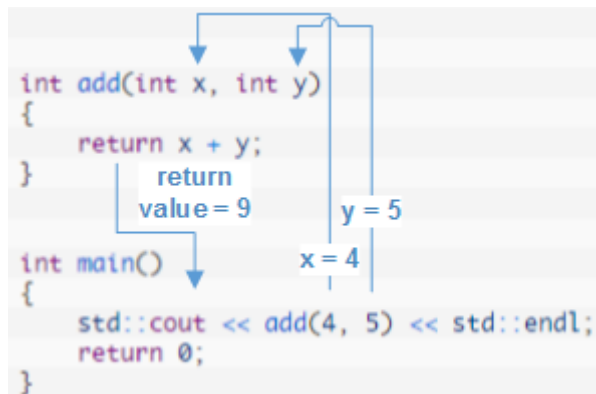 int add(int x, int y)
{
    return x + y;
}
return
value = 9
y = 5
x = 4
int main()
{
    std::cout << add(4, 5) << std::endl;
    return 0;
}